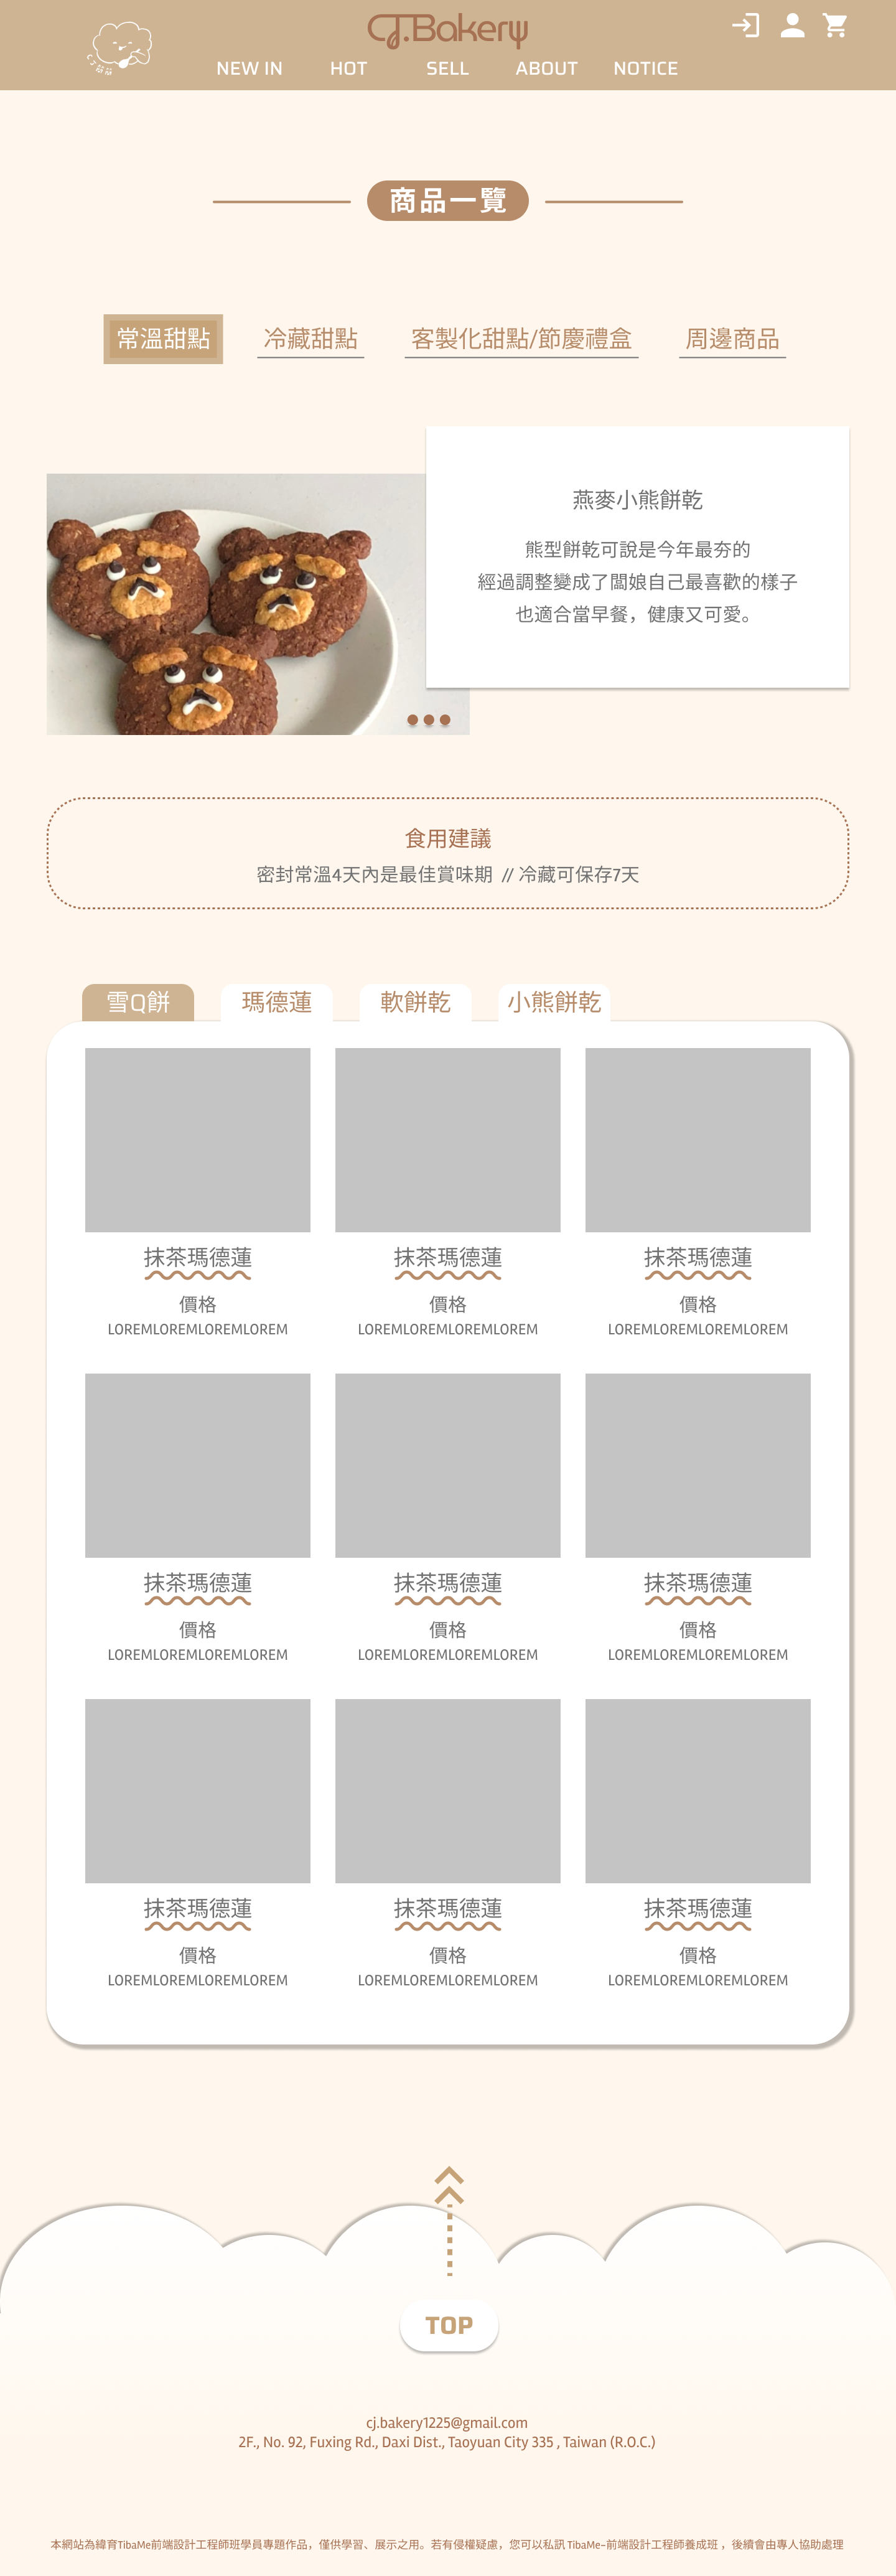 CJ.Bakery
NEW IN HOT SELL ABOUT NOTICE
商品一覽
常溫甜點 冷藏甜點 客製化甜點/節慶禮盒 周邊商品
燕麥小熊餅乾
熊型餅乾可說是今年最夯的
經過調整變成了闆娘自己最喜歡的樣子
也適合當早餐，健康又可愛。
食用建議
密封常溫4天內是最佳賞味期 // 冷藏可保存7天
雪Q餅 瑪德蓮 軟餅乾 小熊餅乾
抹茶瑪德蓮 抹茶瑪德蓮 抹茶瑪德蓮
價格 價格 價格
LOREMLOREMLOREMLOREM LOREMLOREMLOREMLOREM LOREMLOREMLOREMLOREM
抹茶瑪德蓮 抹茶瑪德蓮 抹茶瑪德蓮
價格 價格 價格
LOREMLOREMLOREMLOREM LOREMLOREMLOREMLOREM LOREMLOREMLOREMLOREM
抹茶瑪德蓮 抹茶瑪德蓮 抹茶瑪德蓮
價格 價格 價格
LOREMLOREMLOREMLOREM LOREMLOREMLOREMLOREM LOREMLOREMLOREMLOREM
TOP
cj.bakery1225@gmail.com
2F., No. 92, Fuxing Rd., Daxi Dist., Taoyuan City 335 , Taiwan (R.O.C.)
本網站為緯育TibaMe前端設計工程師班學員專題作品，僅供學習、展示之用。若有侵權疑慮，您可以私訊 TibaMe-前端設計工程師養成班 ，後續會由專人協助處理